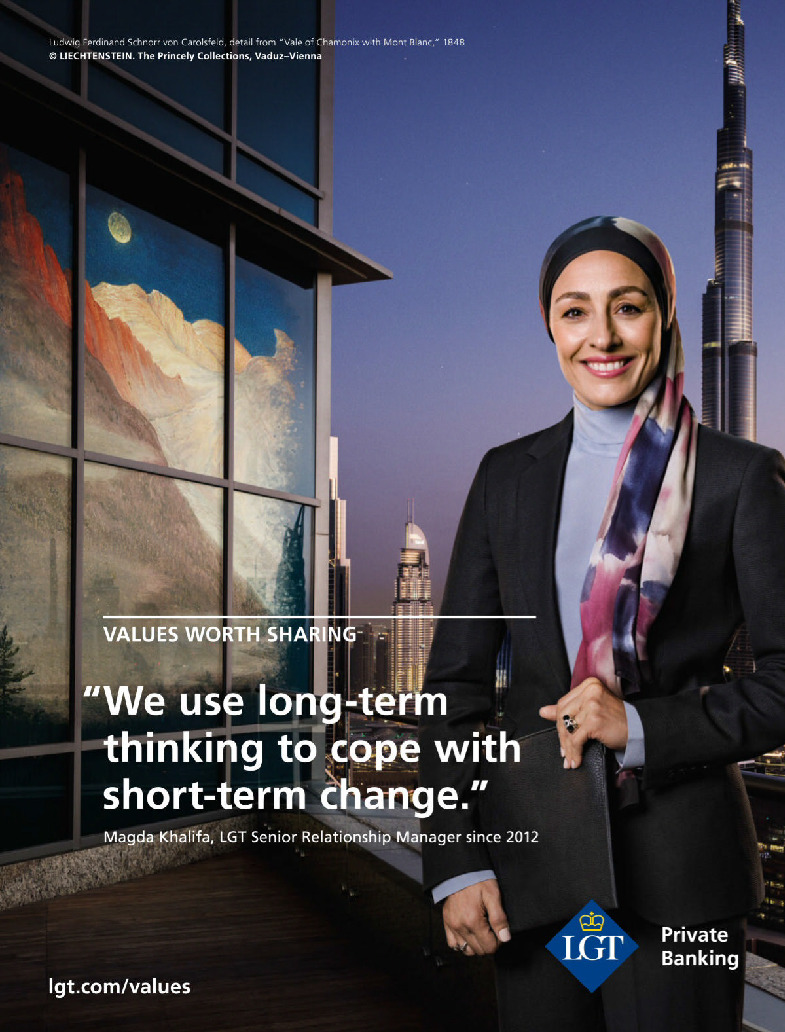 Ludwig Ferdinand Schnorr von Carolsfeld, detail from “Vale of Chamonix with Mont Blanc,” 1848
© LIECHTENSTEIN. The Princely Collections, Vaduz–Vienna
VALUES WORTH SHARING
“We use long-term
thinking to cope with
short-term change.”
Magda Khalifa, LGT Senior Relationship Manager since 2012
LGT
Private
Banking
lgt.com/values